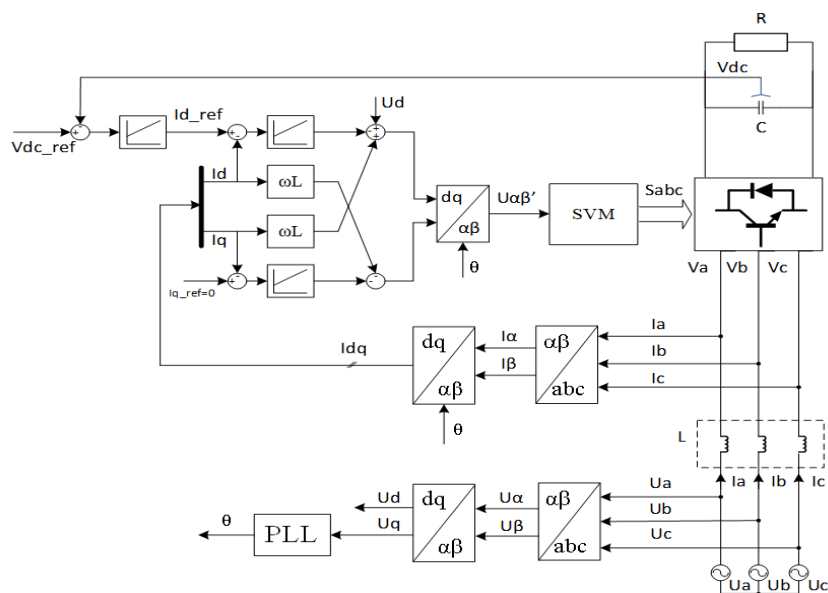 R
Vdc
C
Ud
Id_ref
Vdc_ref
Id
ωL
Iq
ωL
Iq_ref=0
dq
αβ
θ
Uαβ’
SVM
Sabc
Va
Vb
Vc
Idq
dq
αβ
θ
Iα
Iβ
αβ
abc
Ia
Ib
Ic
L
Ia
Ib
Ic
θ
PLL
Ud
Uq
dq
αβ
Uα
Uβ
αβ
abc
Ua
Ub
Uc
Ua
Ub
Uc